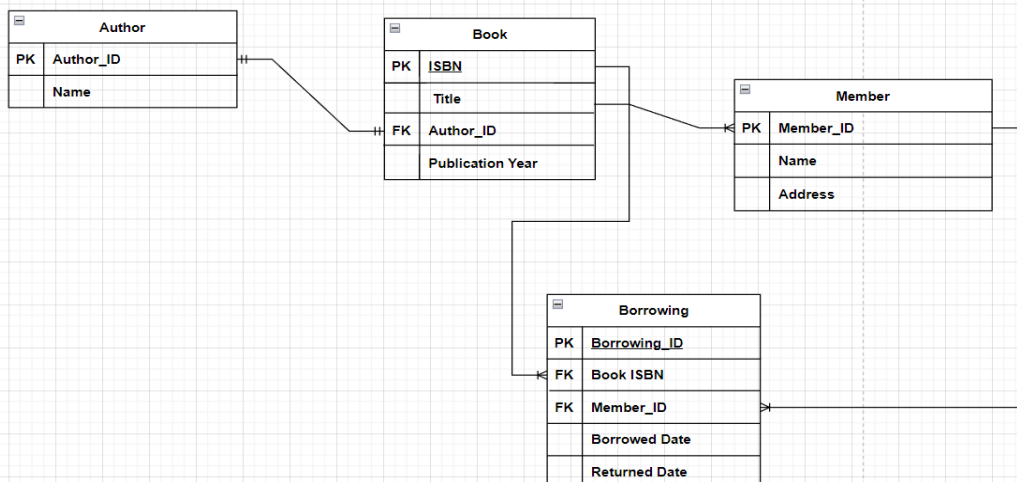 Author
PK Author_ID
Name
Book
PK ISBN
Title
FK Author_ID
Publication Year
Member
PK Member_ID
Name
Address
Borrowing
PK Borrowing_ID
FK Book ISBN
FK Member_ID
Borrowed Date
Returned Date